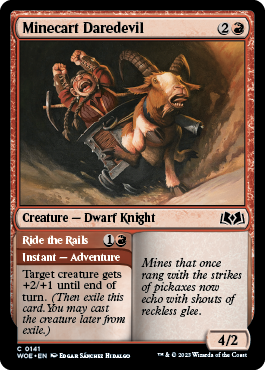 Minecart Daredevil 2
Creature — Dwarf Knight
Ride the Rails 1
Instant — Adventure
Target creature gets
+2/+1 until end of
turn. (Then exile this
card. You may cast
the creature later from
exile.)
Mines that once
rang with the strikes
of pickaxes now
echo with shouts of
reckless glee.
4/2
C 0141
WOE • EN Edgar Sánchez Hidalgo
™ & © 2023 Wizards of the Coast